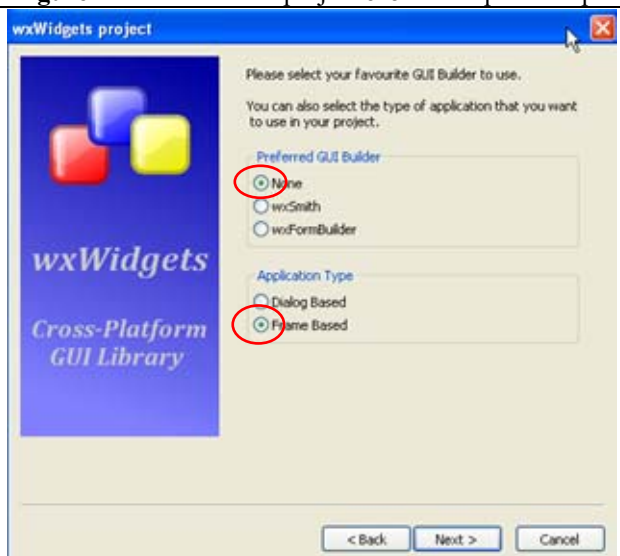 wxWidgets project
Please select your favourite GUI Builder to use.
You can also select the type of application that you want
to use in your project.
Preferred GUI Builder
None
wxSmith
wxFormBuilder
wxWidgets
Cross-Platform
GUI Library
Application Type
Dialog Based
Frame Based
< Back
Next >
Cancel